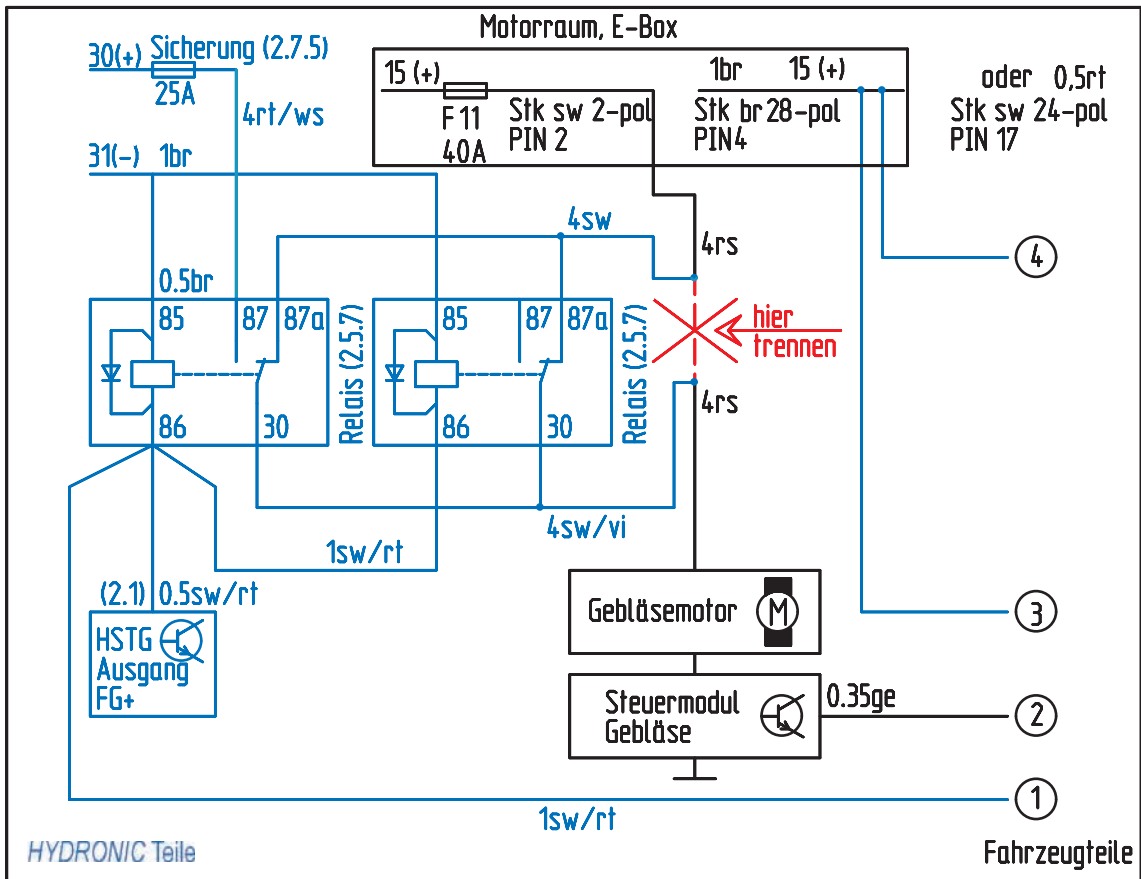 Motorraum, E-Box
30(+) Sicherung (2.7.5)
25A
4rt/ws
15 (+)
F 11
40A
Stk sw 2-pol
PIN 2
1br 15 (+)
Stk br 28-pol
PIN4
oder 0,5rt
Stk sw 24-pol
PIN 17
31(-) 1br
4sw
4rs
4
0.5br
85 87 87a
86 30
Relais (2.5.7)
85 87 87a
86 30
Relais (2.5.7)
hier
trennen
4rs
4sw/vi
1sw/rt
(2.1) 0.5sw/rt
HSTG
Ausgang
FG+
Gebläsemotor M
3
Steuermodul
Gebläse
0.35ge
2
1
1sw/rt
HYDRONIC Teile
Fahrzeugteile